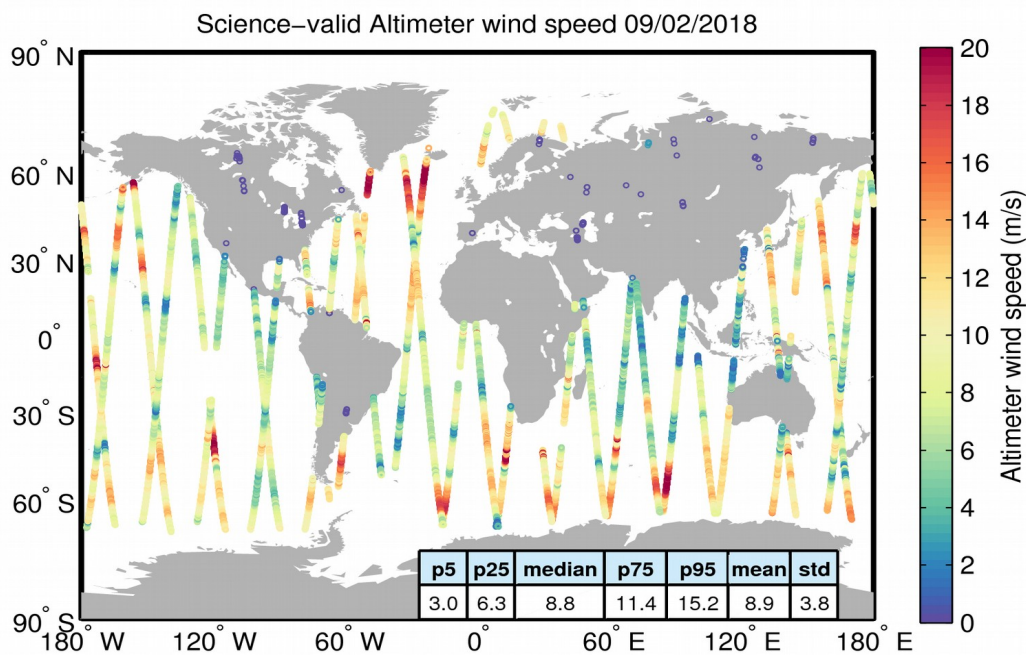 Science-valid Altimeter wind speed 09/02/2018
90° N
60° N
30° N
0°
30° S
60° S
90° S
180° W
120° W
60° W
0°
60° E
120° E
180° E
p5 p25 median p75 p95 mean std
3.0 6.3 8.8 11.4 15.2 8.9 3.8
20
18
16
14
12
10
8
6
4
2
0
Altimeter wind speed (m/s)